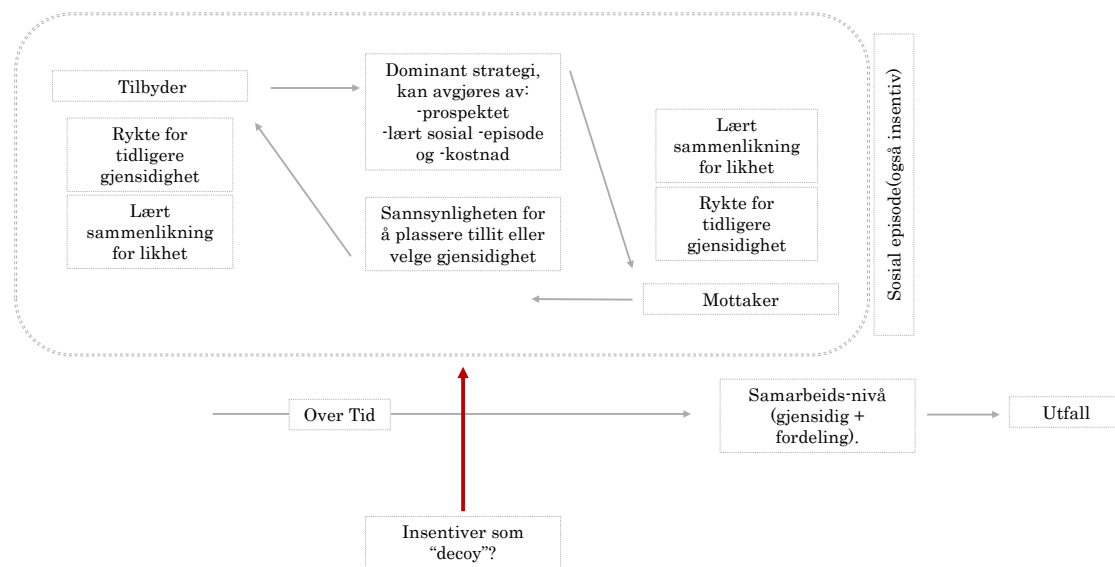 Tilbyder
Rykte for
tidligere
gjensidighet
Lært
sammenlikning
for likhet
Dominant strategi,
kan avgjøres av:
-prospektet
-lært sosial -episode
og -kostnad
Sannsynligheten for
å plassere tillit eller
velge gjensidighet
Lært
sammenlikning
for likhet
Rykte for
tidligere
gjensidighet
Mottaker
Sosial episode(også insentiv)
Over Tid
Samarbeids-nivå
(gjensidig +
fordeling).
Utfall
Insentiver som
“decoy”?